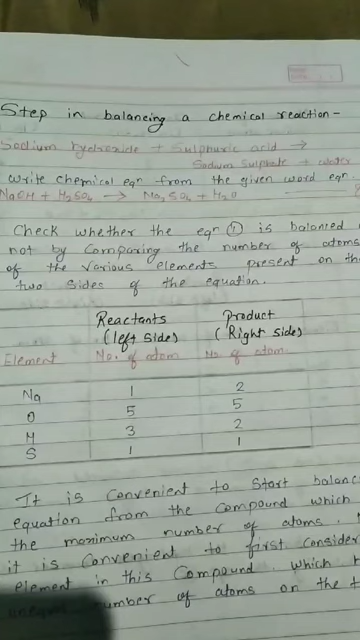 Step in balancing a chemical reaction-
Sodium hydroxide + Sulphuric acid →
Sodium Sulphate + water
write chemical eqn from the given word eqn.
NaOH + H2SO4 → Na2SO4 + H2O
Check whether the eqn ① is balanced
not by Comparing the number of atoms
of the various elements present on the
two sides of the equation.
Reactants Product
(left side) (Right side)
Element No. of atom No. of atom
Na 1 2
O 5 5
H 3 2
S 1 1
It is Convenient to Start balanc
equation from the Compound which
the maximum number of atoms.
it is Convenient to first consider
element in this Compound which
number of atoms on the t